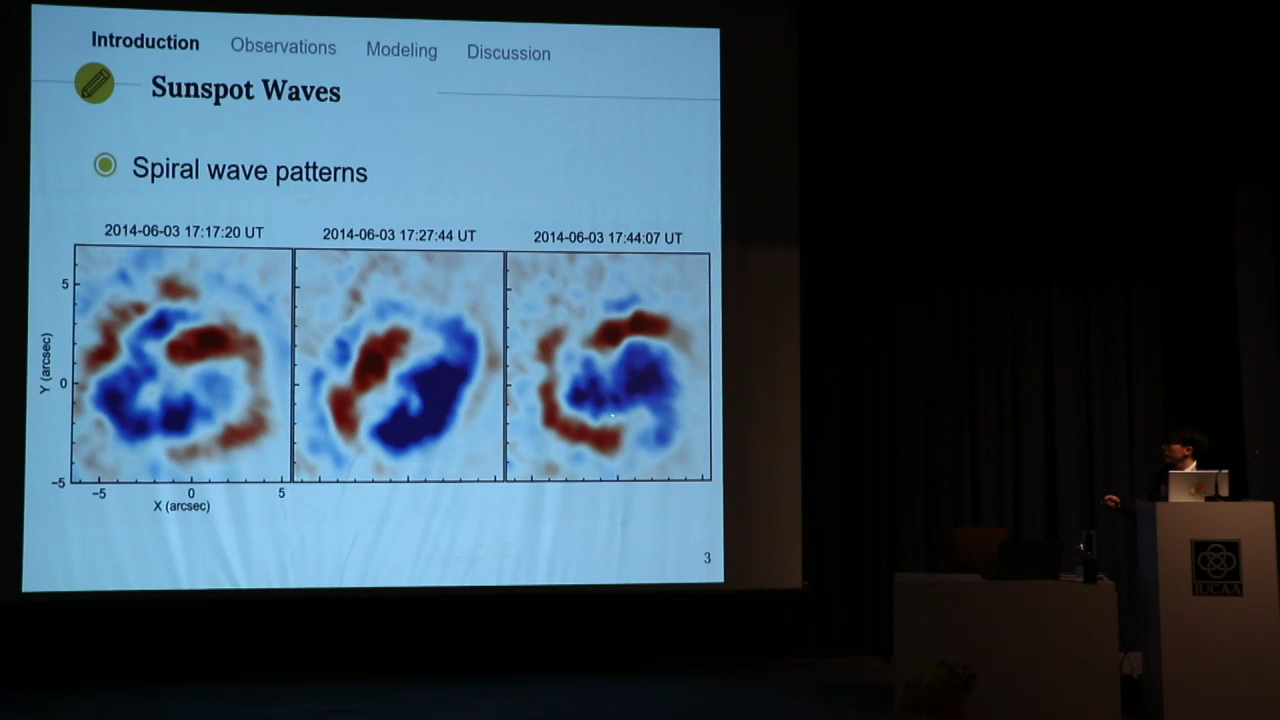 Introduction Observations Modeling Discussion
Sunspot Waves
Spiral wave patterns
2014-06-03 17:17:20 UT 2014-06-03 17:27:44 UT 2014-06-03 17:44:07 UT
5
0
−5
Y (arcsec)
−5 0 5
X (arcsec)
3
IUCAA